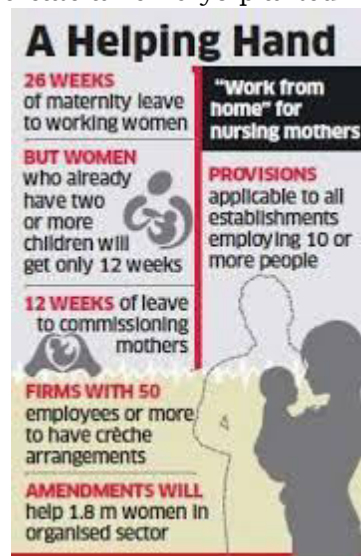 A Helping Hand
26 WEEKS
of maternity leave
to working women
BUT WOMEN
who already
have two
or more
children will
get only 12 weeks
12 WEEKS of leave
to commissioning
mothers
"Work from
home" for
nursing mothers
PROVISIONS
applicable to all
establishments
employing 10 or
more people
FIRMS WITH 50
employees or more
to have crèche
arrangements
AMENDMENTS WILL
help 1.8 m women in
organised sector